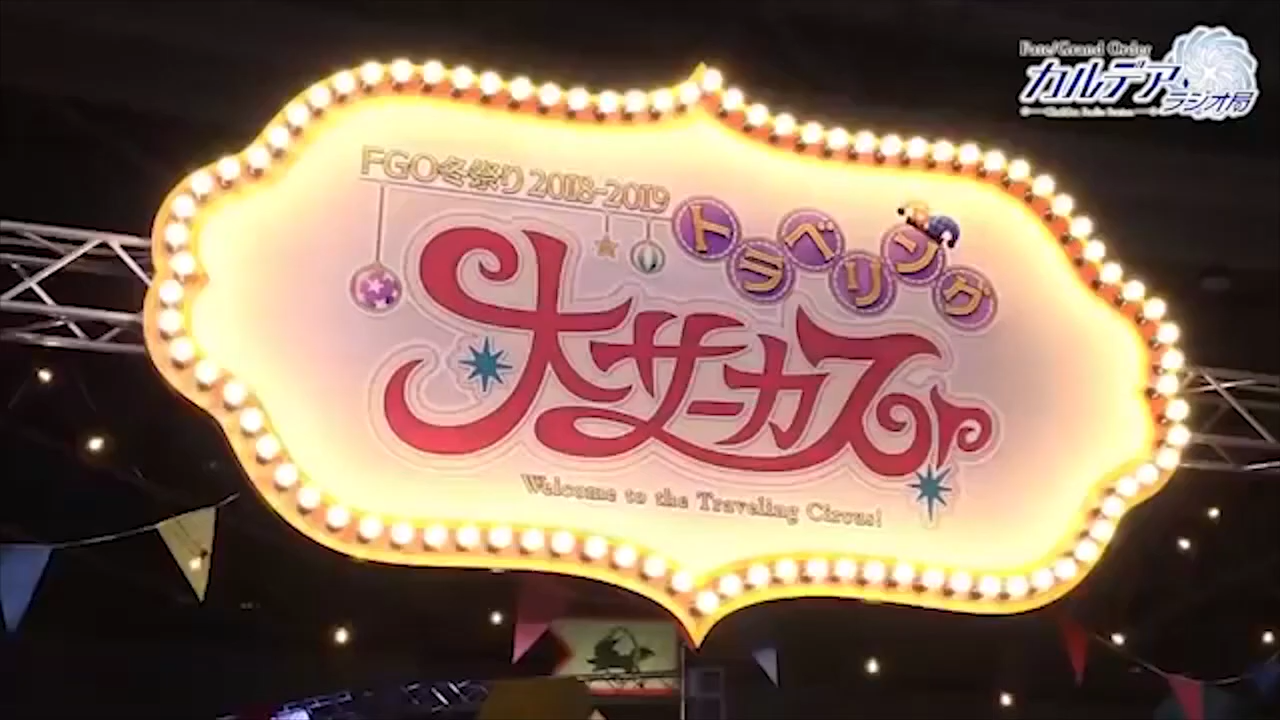 Fate/Grand Order
カルデア
ラジオ局
FGO冬祭り 2018-2019
トラベリング
大サーカス
Welcome to the Traveling Circus!